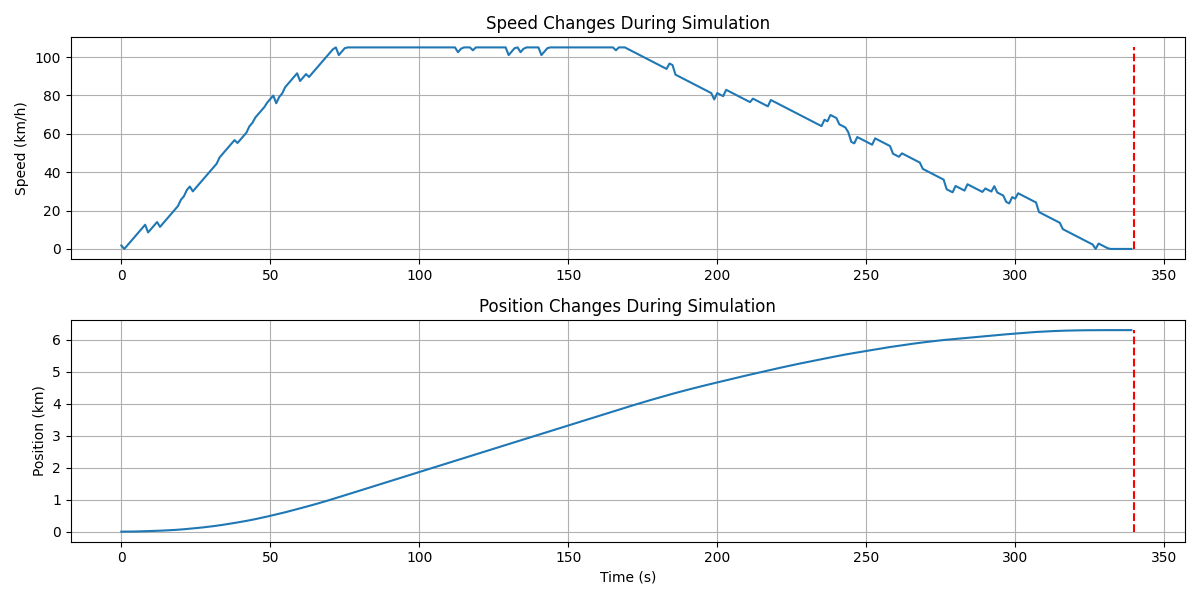 Speed Changes During Simulation
Speed (km/h)
100
80
60
40
20
0
0 50 100 150 200 250 300 350
Position Changes During Simulation
Position (km)
6
5
4
3
2
1
0
0 50 100 150 200 250 300 350
Time (s)